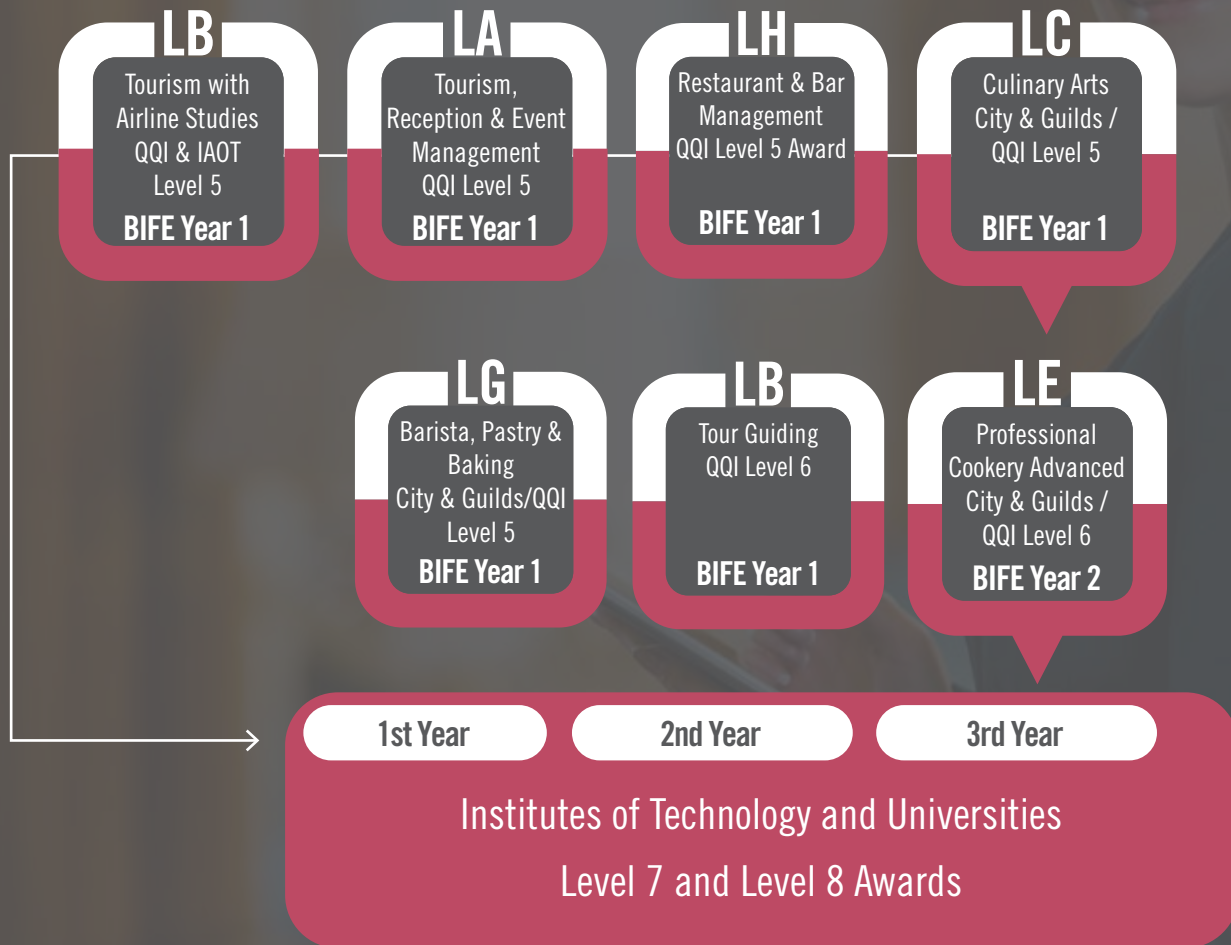 LB
Tourism with
Airline Studies
QQI & IAOT
Level 5
BIFE Year 1
LA
Tourism,
Reception & Event
Management
QQI Level 5
BIFE Year 1
LH
Restaurant & Bar
Management
QQI Level 5 Award
BIFE Year 1
LC
Culinary Arts
City & Guilds /
QQI Level 5
BIFE Year 1
LG
Barista, Pastry &
Baking
City & Guilds/QQI
Level 5
BIFE Year 1
LB
Tour Guiding
QQI Level 6
BIFE Year 1
LE
Professional
Cookery Advanced
City & Guilds /
QQI Level 6
BIFE Year 2
1st Year
2nd Year
3rd Year
Institutes of Technology and Universities
Level 7 and Level 8 Awards